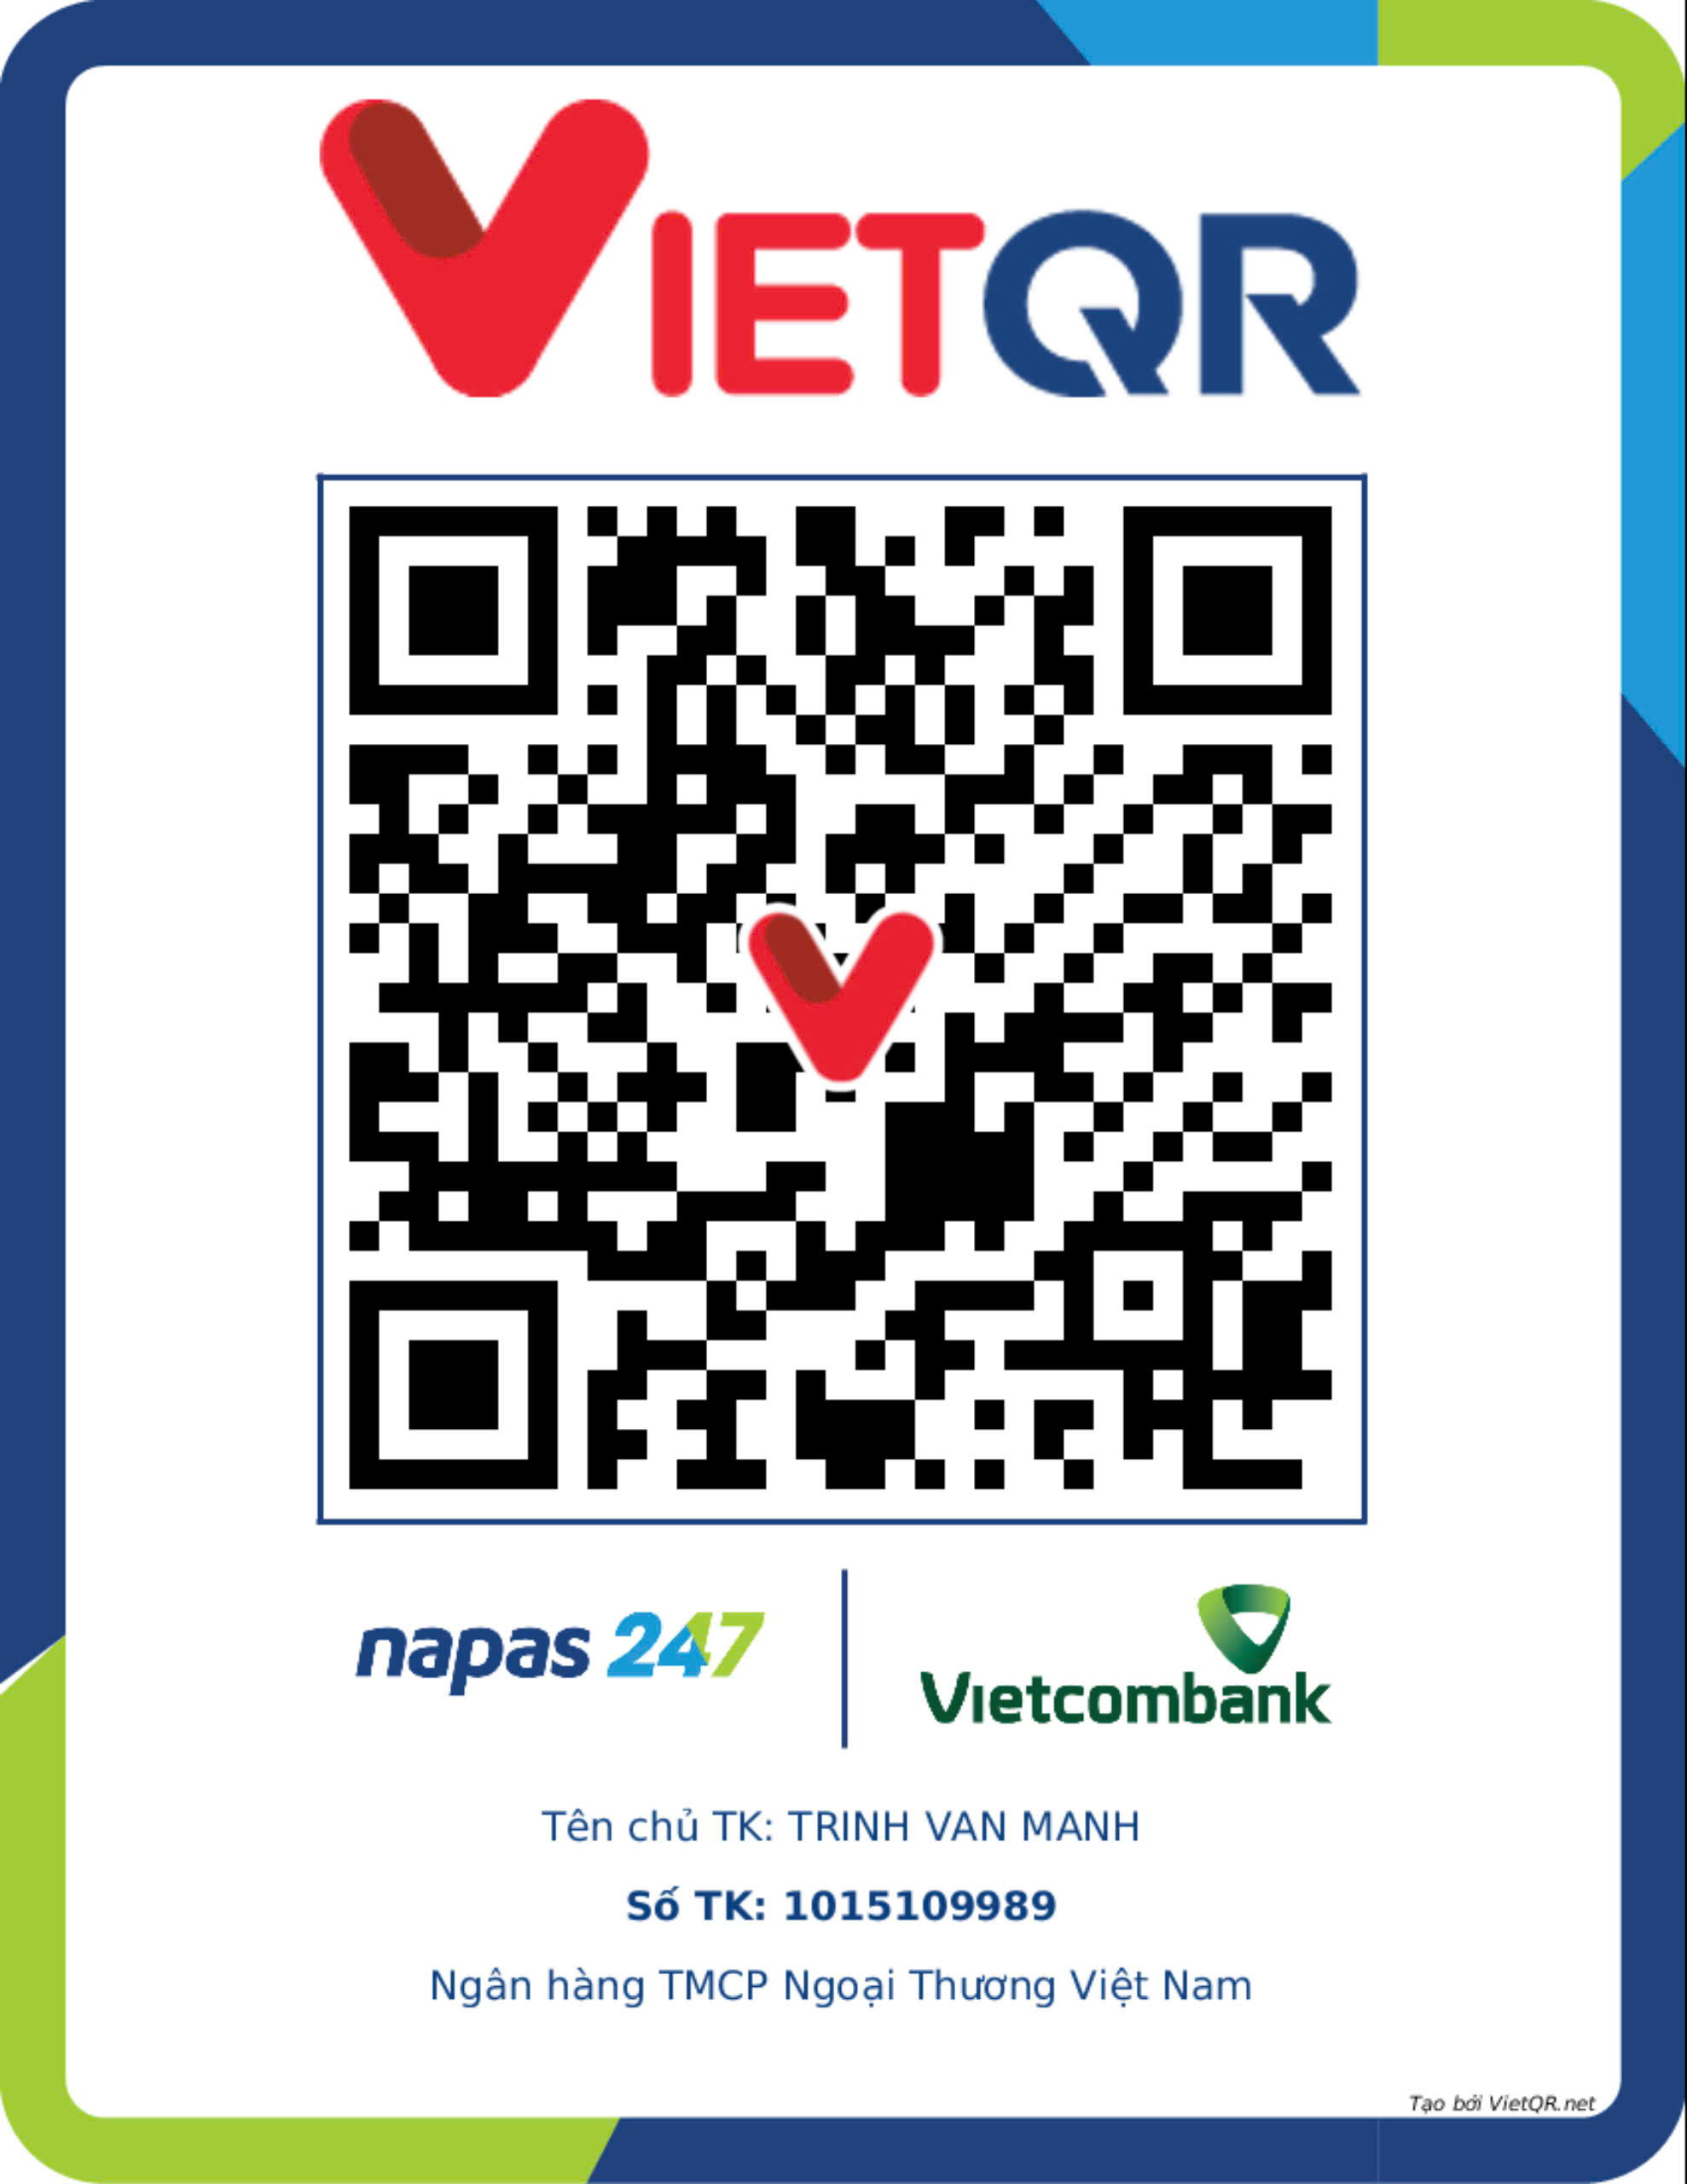 VIETQR
napas 247
Vietcombank
Tên chủ TK: TRINH VAN MANH
Số TK: 1015109989
Ngân hàng TMCP Ngoại Thương Việt Nam
Tạo bởi VietQR.net